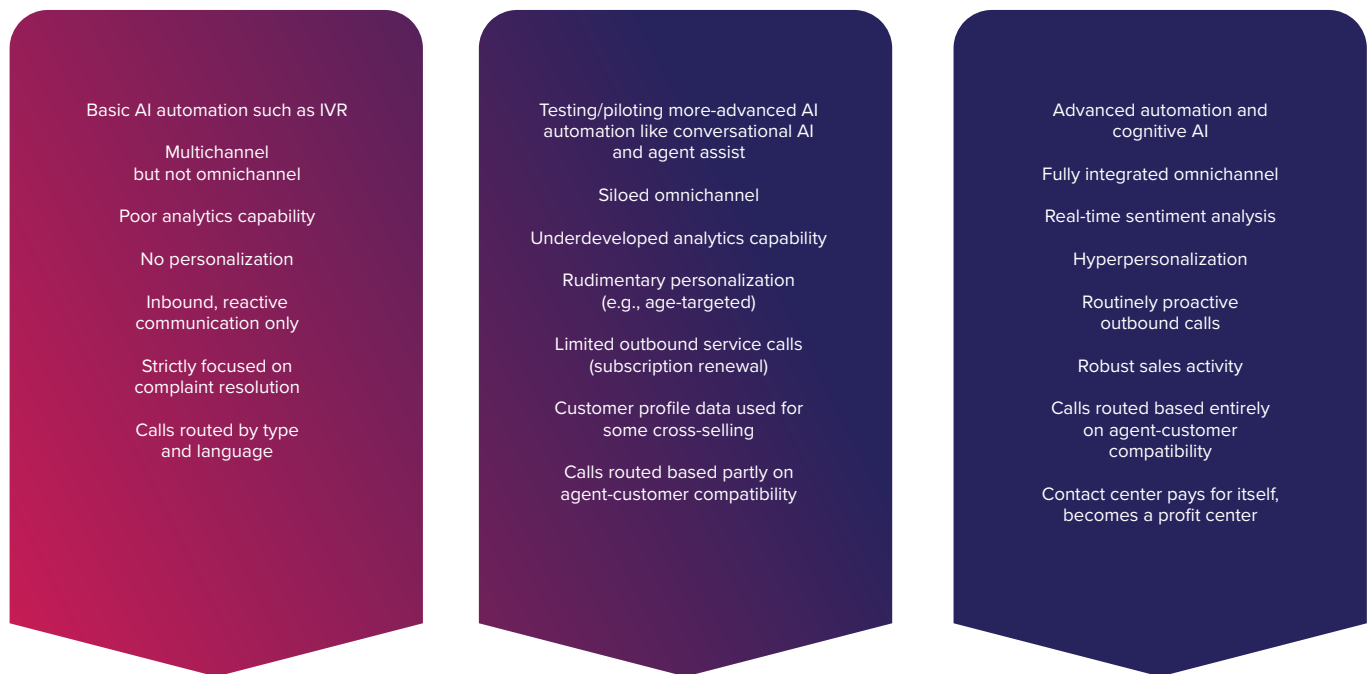 Basic AI automation such as IVR
Multichannel
but not omnichannel
Poor analytics capability
No personalization
Inbound, reactive
communication only
Strictly focused on
complaint resolution
Calls routed by type
and language
Testing/piloting more-advanced AI
automation like conversational AI
and agent assist
Siloed omnichannel
Underdeveloped analytics capability
Rudimentary personalization
(e.g., age-targeted)
Limited outbound service calls
(subscription renewal)
Customer profile data used for
some cross-selling
Calls routed based partly on
agent-customer compatibility
Advanced automation and
cognitive AI
Fully integrated omnichannel
Real-time sentiment analysis
Hyperpersonalization
Routinely proactive
outbound calls
Robust sales activity
Calls routed based entirely
on agent-customer
compatibility
Contact center pays for itself,
becomes a profit center